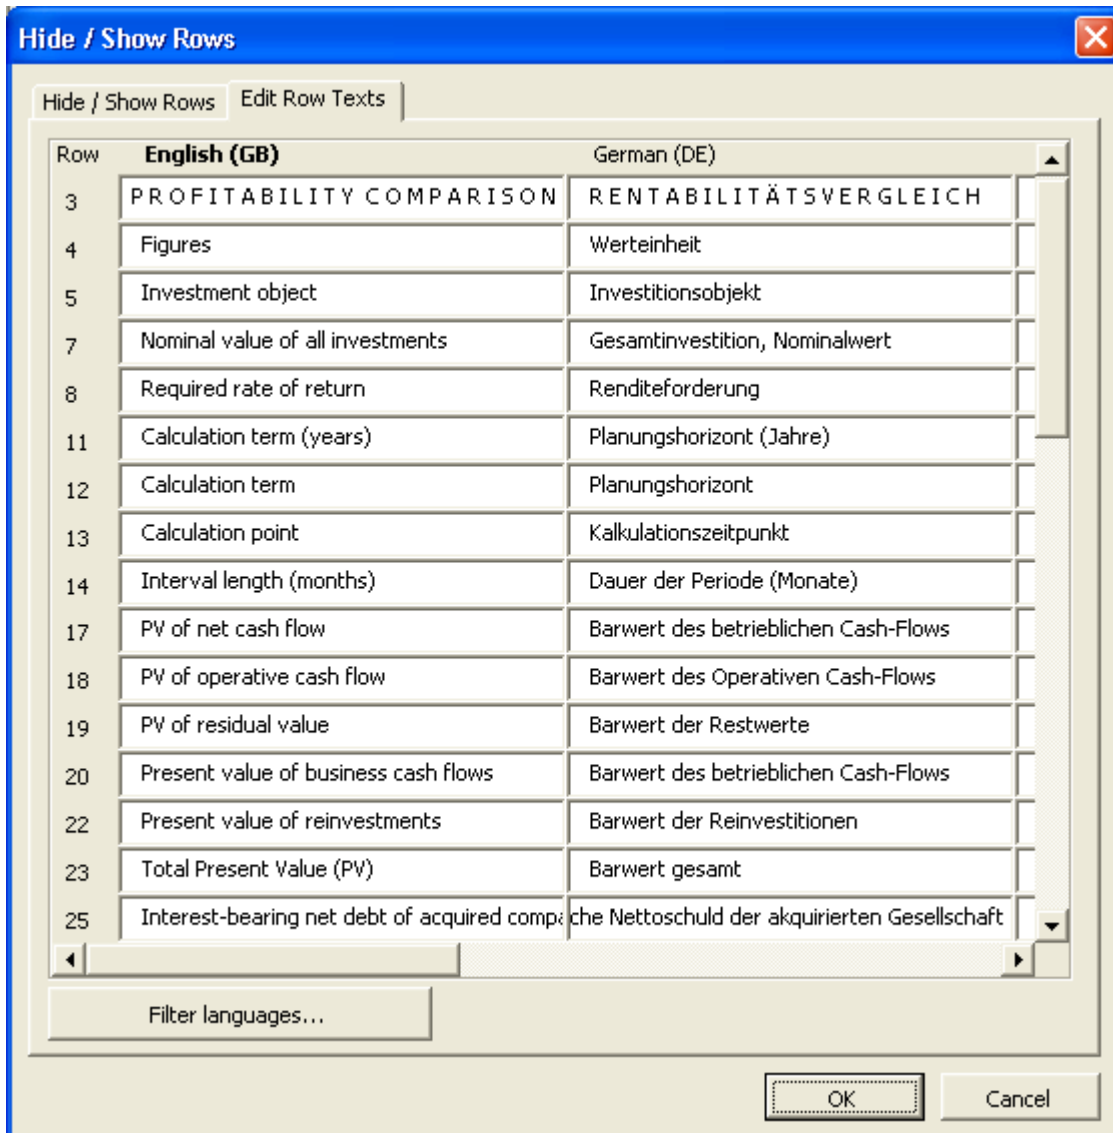 Hide / Show Rows
Hide / Show Rows Edit Row Texts
Row English (GB) German (DE)
3 PROFITABILITY COMPARISON RENTABILITÄTSVERGLEICH
4 Figures Werteinheit
5 Investment object Investitionsobjekt
7 Nominal value of all investments Gesamtinvestition, Nominalwert
8 Required rate of return Renditeforderung
11 Calculation term (years) Planungshorizont (Jahre)
12 Calculation term Planungshorizont
13 Calculation point Kalkulationszeitpunkt
14 Interval length (months) Dauer der Periode (Monate)
17 PV of net cash flow Barwert des betrieblichen Cash-Flows
18 PV of operative cash flow Barwert des Operativen Cash-Flows
19 PV of residual value Barwert der Restwerte
20 Present value of business cash flows Barwert des betrieblichen Cash-Flows
22 Present value of reinvestments Barwert der Reinvestitionen
23 Total Present Value (PV) Barwert gesamt
25 Interest-bearing net debt of acquired compa che Nettoschuld der akquirierten Gesellschaft
Filter languages...
OK Cancel